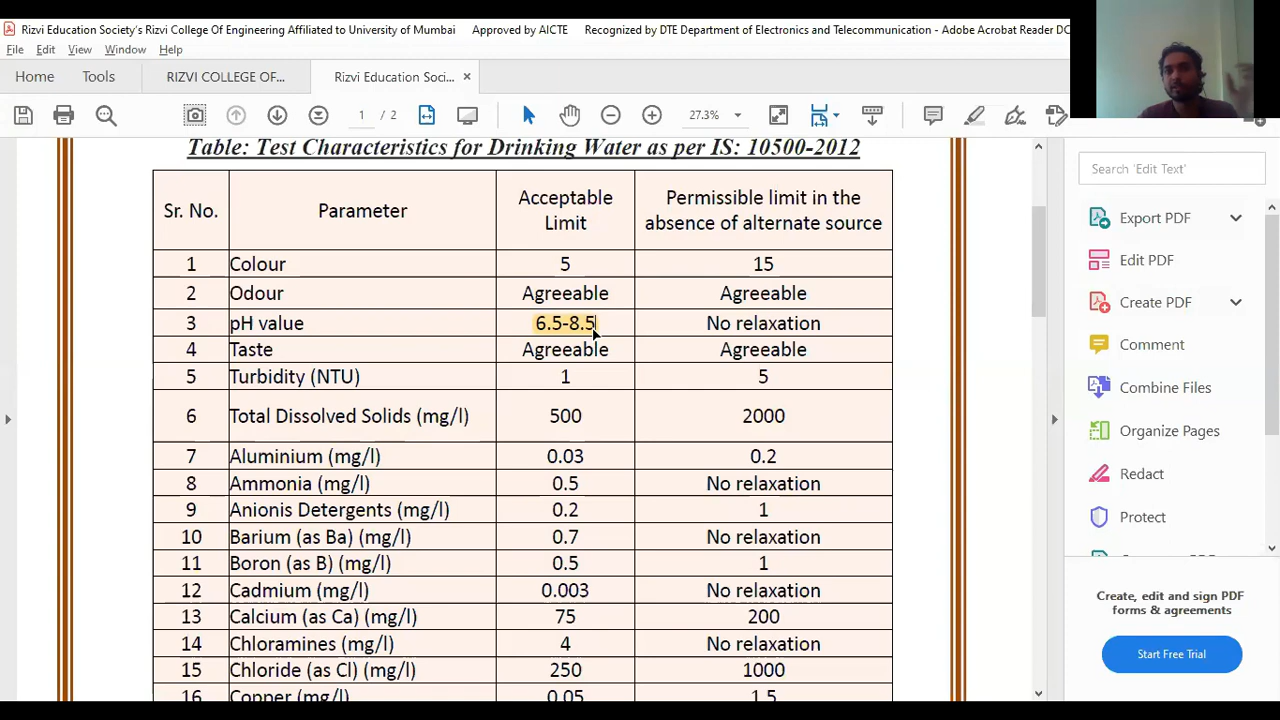 Rizvi Education Society's Rizvi College Of Engineering Affiliated to University of Mumbai Approved by AICTE Recognized by DTE Department of Electronics and Telecommunication - Adobe Acrobat Reader DC
File Edit View Window Help
Home Tools RIZVI COLLEGE OF... Rizvi Education Soci... ×
1 / 2 27.3%
Table: Test Characteristics for Drinking Water as per IS: 10500-2012
Sr. No. Parameter Acceptable Limit Permissible limit in the absence of alternate source
1 Colour 5 15
2 Odour Agreeable Agreeable
3 pH value 6.5-8.5 No relaxation
4 Taste Agreeable Agreeable
5 Turbidity (NTU) 1 5
6 Total Dissolved Solids (mg/l) 500 2000
7 Aluminium (mg/l) 0.03 0.2
8 Ammonia (mg/l) 0.5 No relaxation
9 Anionis Detergents (mg/l) 0.2 1
10 Barium (as Ba) (mg/l) 0.7 No relaxation
11 Boron (as B) (mg/l) 0.5 1
12 Cadmium (mg/l) 0.003 No relaxation
13 Calcium (as Ca) (mg/l) 75 200
14 Chloramines (mg/l) 4 No relaxation
15 Chloride (as Cl) (mg/l) 250 1000
16 Copper (mg/l) 0.05 1.5
Search 'Edit Text'
Export PDF
Edit PDF
Create PDF
Comment
Combine Files
Organize Pages
Redact
Protect
Create, edit and sign PDF
forms & agreements
Start Free Trial